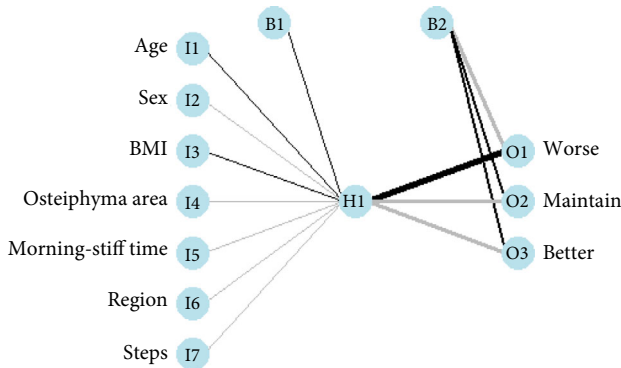 B1
B2
Age I1
Sex I2
BMI I3
O1 Worse
Osteiphyma area I4
H1
O2 Maintain
Morning-stiff time I5
O3 Better
Region I6
Steps I7